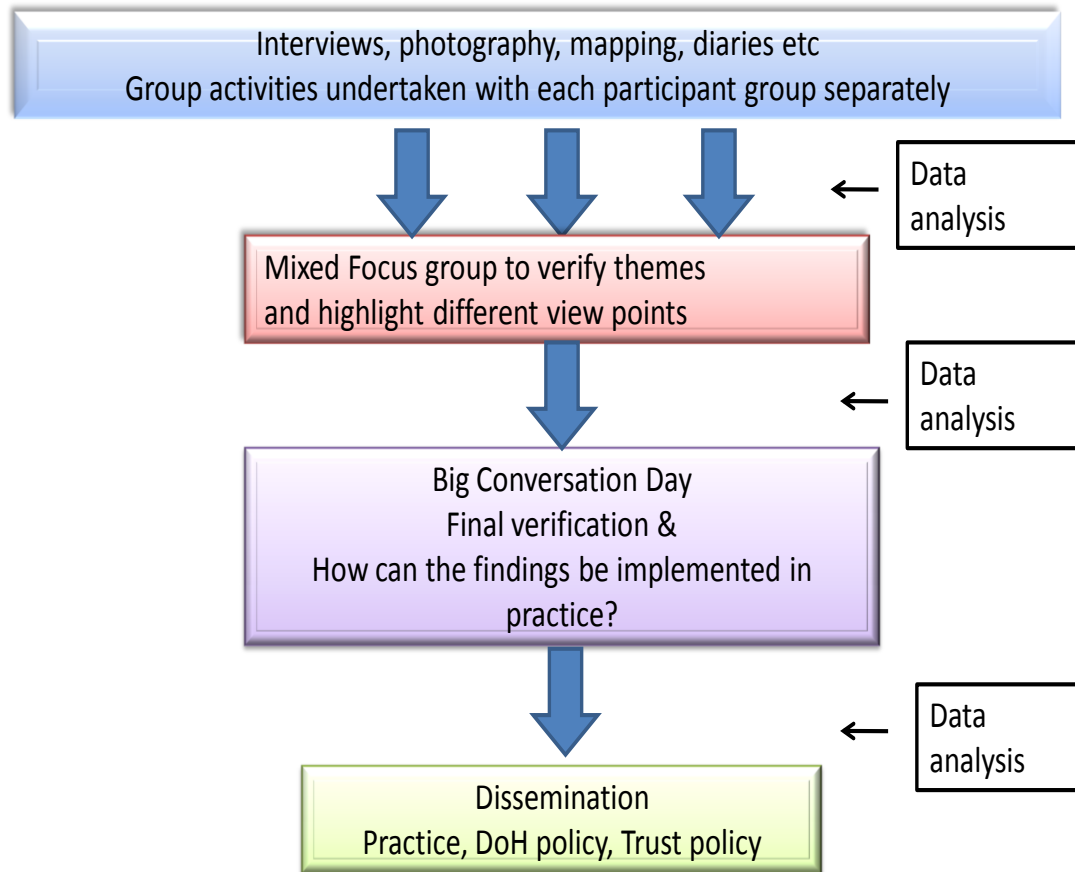 Interviews, photography, mapping, diaries etc
Group activities undertaken with each participant group separately
Data
analysis
Mixed Focus group to verify themes
and highlight different view points
Data
analysis
Big Conversation Day
Final verification &
How can the findings be implemented in
practice?
Data
analysis
Dissemination
Practice, DoH policy, Trust policy